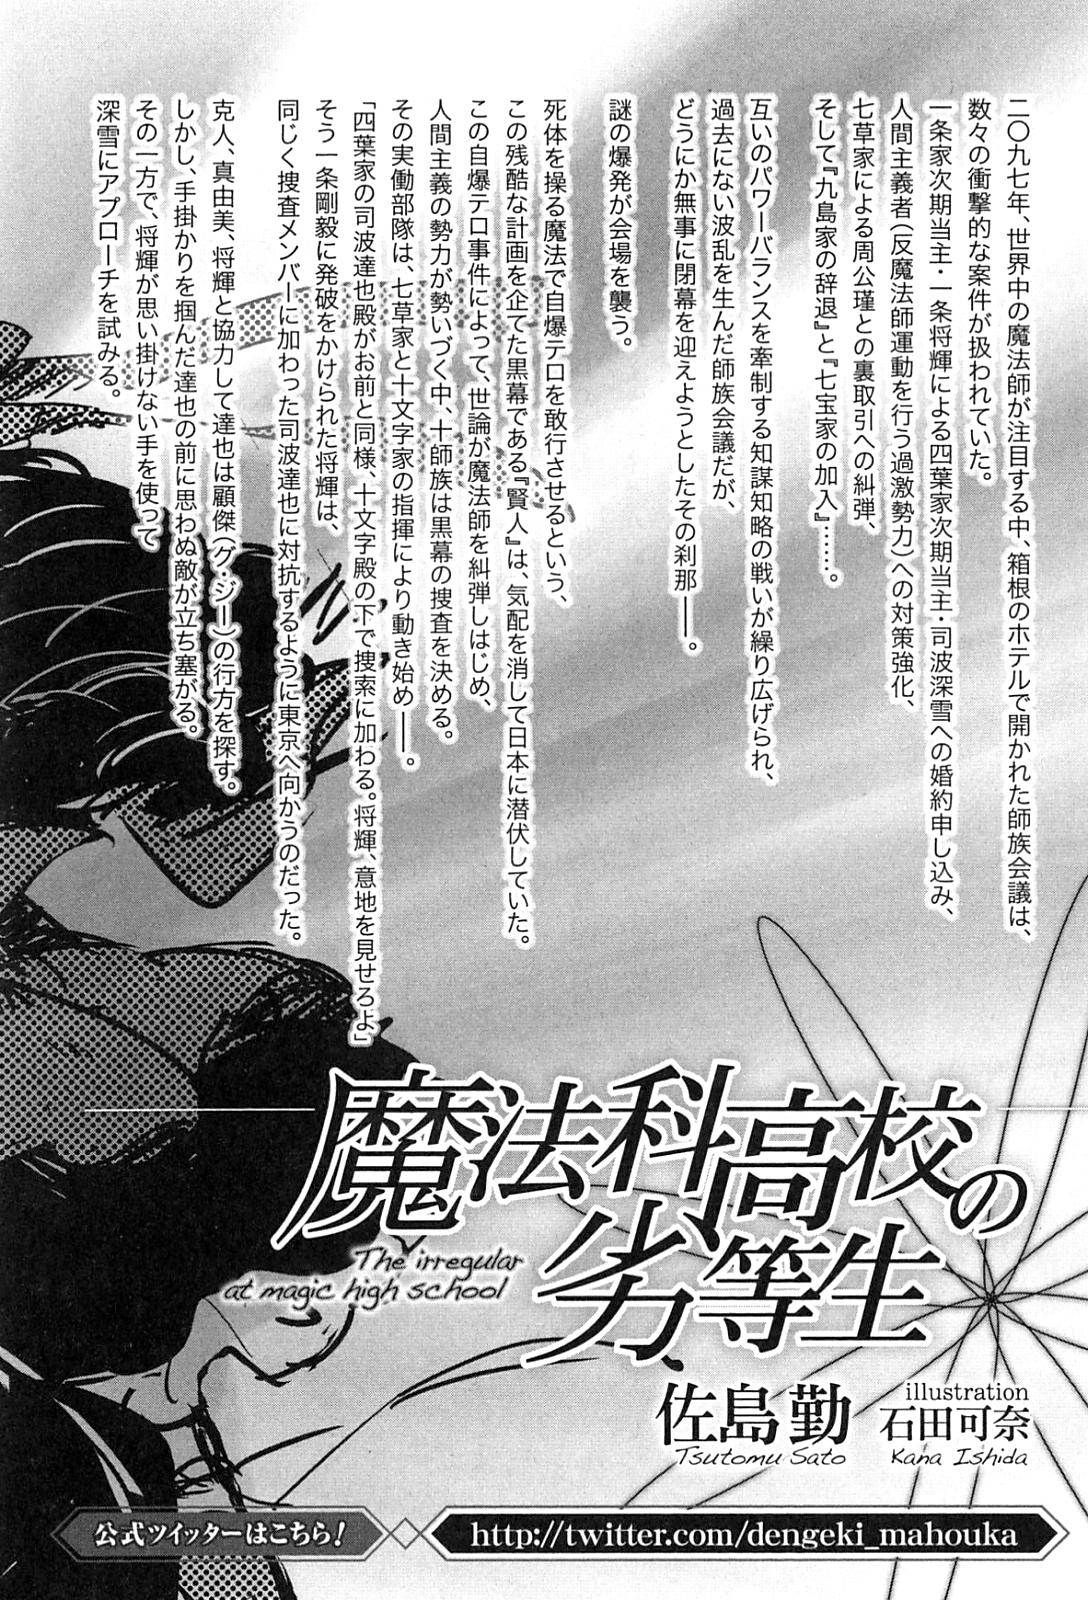 二〇九七年、世界中の魔法師が注目する中、箱根のホテルで開かれた師族会議は、
数々の衝撃的な案件が扱われていた。
一条家次期当主・一条将輝による四葉家次期当主・司波深雪への婚約申し込み、
人間主義者（反魔法師運動を行う過激勢力）への対策強化、
七草家による周公瑾との裏取引への糾弾、
そして『九島家の辞退』と『七宝家の加入』……。
互いのパワーバランスを牽制する知謀知略の戦いが繰り広げられ、
過去にない波乱を生んだ師族会議だが、
どうにか無事に閉幕を迎えようとしたその刹那――。
謎の爆発が会場を襲う。
死体を操る魔法で自爆テロを敢行させるという、
この残酷な計画を企てた黒幕である『賢人』は、気配を消して日本に潜伏していた。
この自爆テロ事件によって、世論が魔法師を糾弾しはじめ、
人間主義の勢力が勢いづく中、十師族は黒幕の捜査を決める。
その実働部隊は、七草家と十文字家の指揮により動き始め――。
「四葉家の司波達也殿がお前と同様、十文字殿の下で捜索に加わる。将輝、意地を見せろよ」
そう一条剛毅に発破をかけられた将輝は、
同じく捜査メンバーに加わった司波達也に対抗するように東京へ向かうのだった。
克人、真由美、将輝と協力して達也は顧傑（グ・ジー）の行方を探す。
しかし、手掛かりを掴んだ達也の前に思わぬ敵が立ち塞がる。
その一方で、将輝が思い掛けない手を使って
深雪にアプローチを試みる。
魔法科高校の
劣等生
The irregular
at magic high school
佐島 勤
Tsutomu Sato
illustration
石田可奈
Kana Ishida
公式ツイッターはこちら！
http://twitter.com/dengeki_mahouka